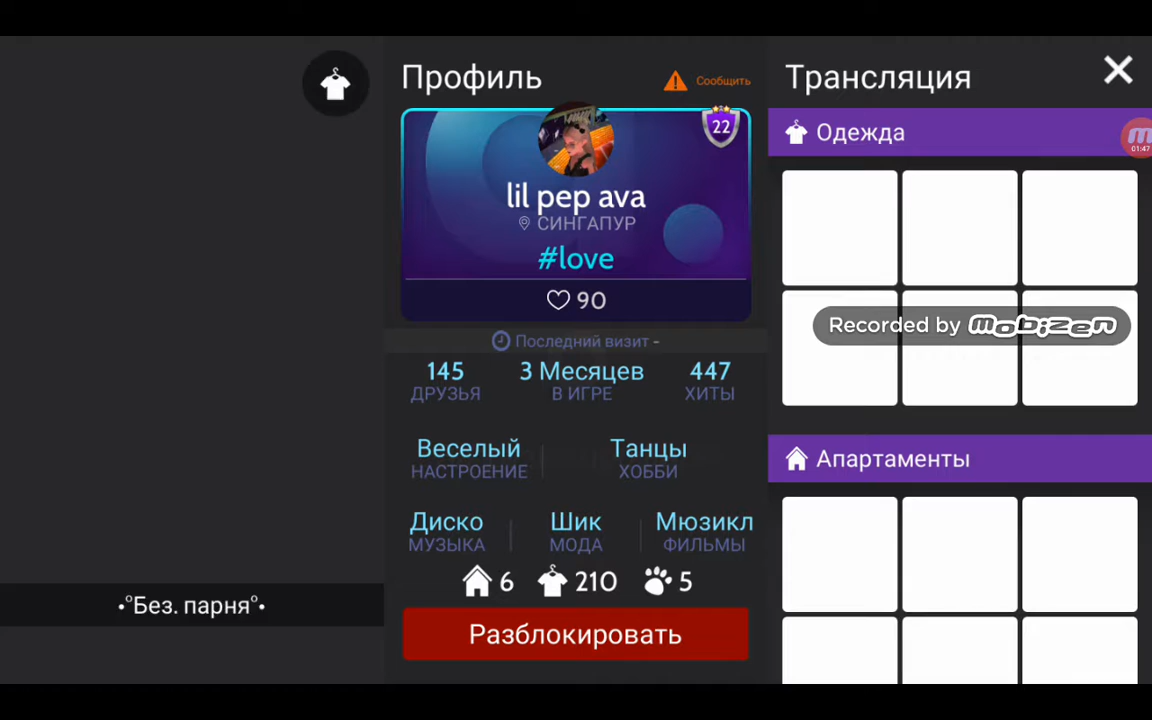 Профиль
Сообщить
22
lil pep ava
СИНГАПУР
#love
90
Последний визит -
145
ДРУЗЬЯ
3 Месяцев
В ИГРЕ
447
ХИТЫ
Веселый
НАСТРОЕНИЕ
Танцы
ХОББИ
Диско
МУЗЫКА
Шик
МОДА
Мюзикл
ФИЛЬМЫ
6
210
5
Разблокировать
•°Без. парня°•
Трансляция
Одежда
01:47
Recorded by mobizen
Апартаменты